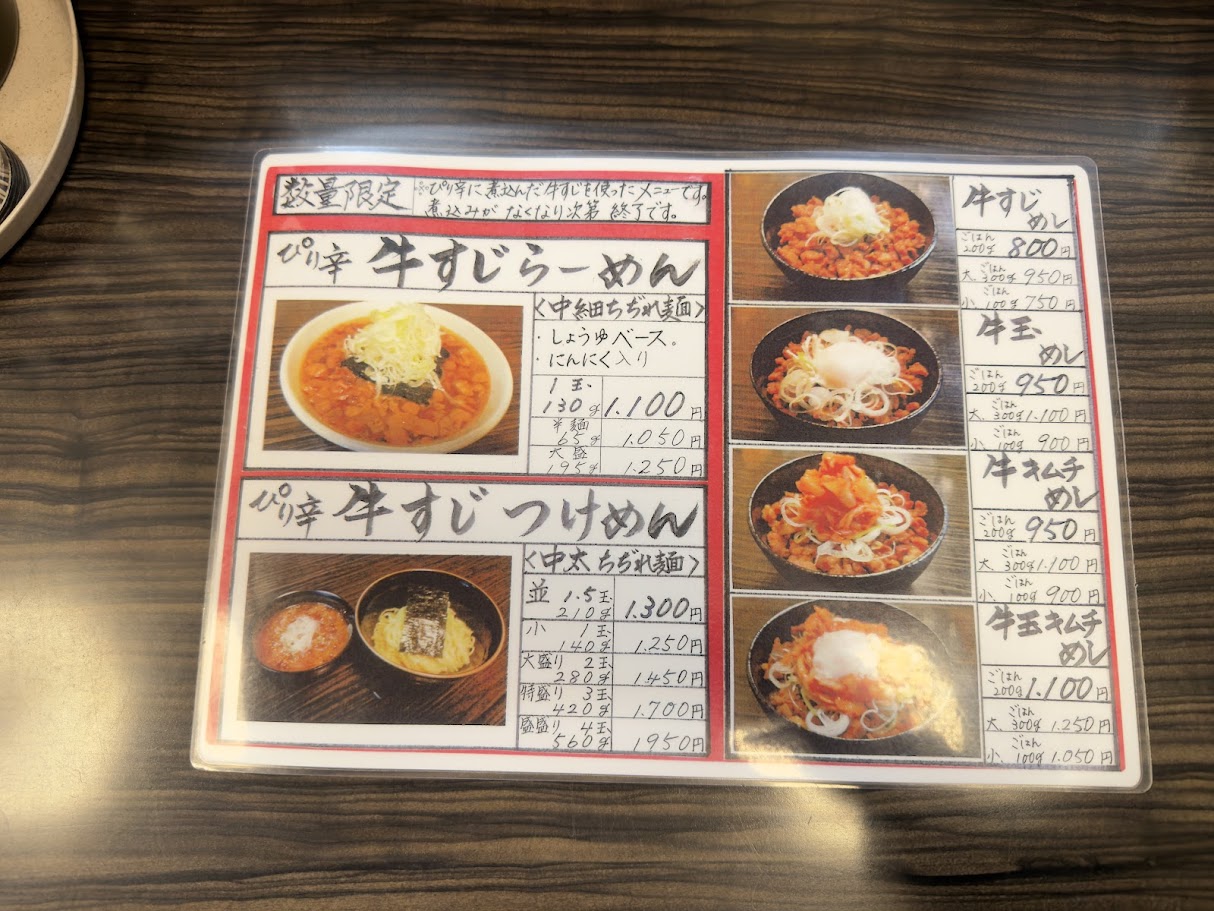 数量限定
※ぴり辛に煮込んだ牛すじを使ったメニューです。
煮込みが なくなり次第 終了です。
ぴり辛 牛すじらーめん
〈中細ちぢれ麺〉
・しょうゆベース。
・にんにく入り
1玉 130g 1.100円
半麺 65g 1.050円
大盛 195g 1.250円
ぴり辛 牛すじ つけめん
〈中太ちぢれ麺〉
並 1.5玉 210g 1.300円
小 1玉 140g 1.250円
大盛り 2玉 280g 1.450円
特盛り 3玉 420g 1.700円
盛盛り 4玉 560g 1950円
牛すじ
めし
ごはん 200g 800円
大、ごはん 300g 950円
小、ごはん 100g 750円
牛玉
めし
ごはん 200g 950円
大、ごはん 300g 1.100円
小、ごはん 100g 900円
牛キムチ
めし
ごはん 200g 950円
大、ごはん 300g 1.100円
小、ごはん 100g 900円
牛玉キムチ
めし
ごはん 200g 1.100円
大、ごはん 300g 1.250円
小、ごはん 100g 1.050円